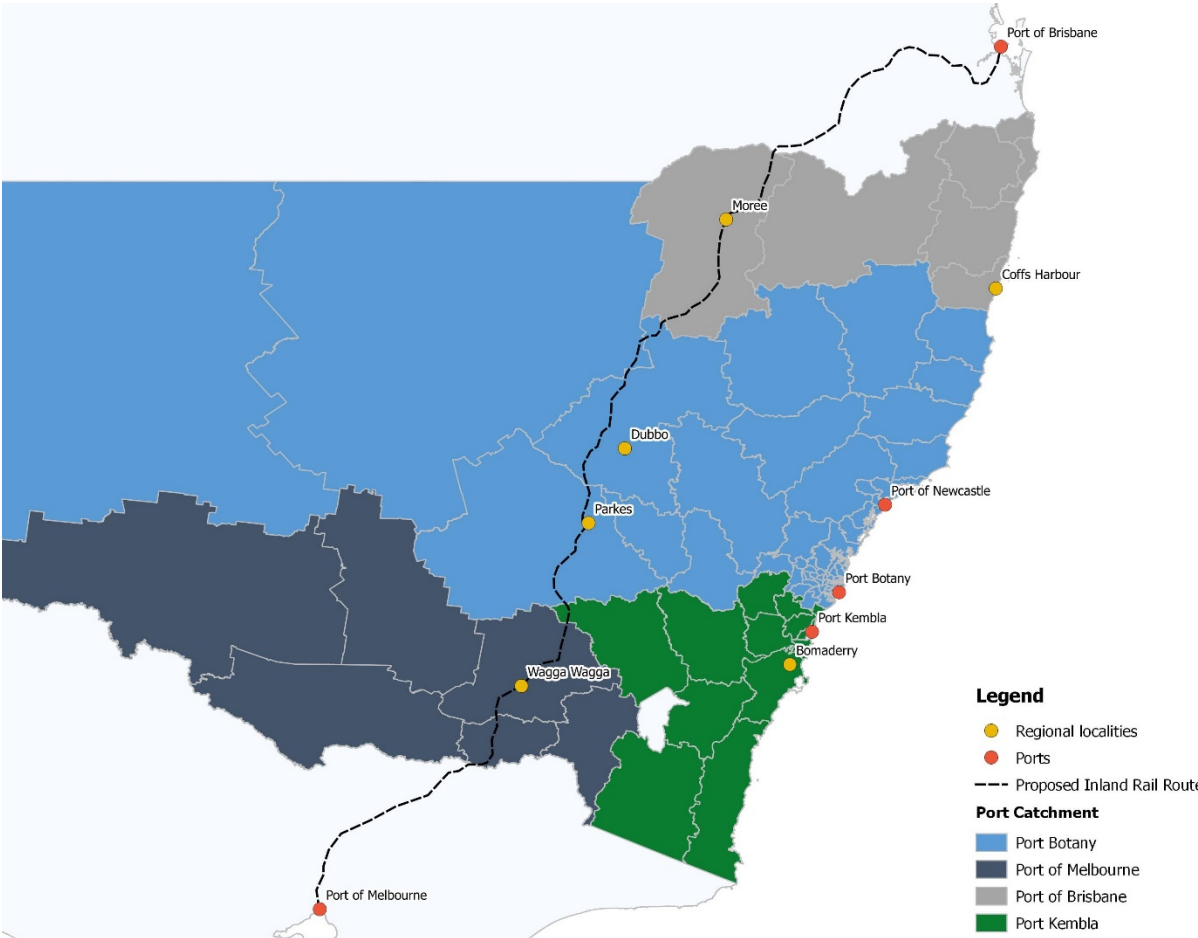 Port of Brisbane
Moree
Coffs Harbour
Dubbo
Port of Newcastle
Parkes
Port Botany
Port Kembla
Bomaderry
Wagga Wagga
Port of Melbourne
Legend
Regional localities
Ports
Proposed Inland Rail Route
Port Catchment
Port Botany
Port of Melbourne
Port of Brisbane
Port Kembla